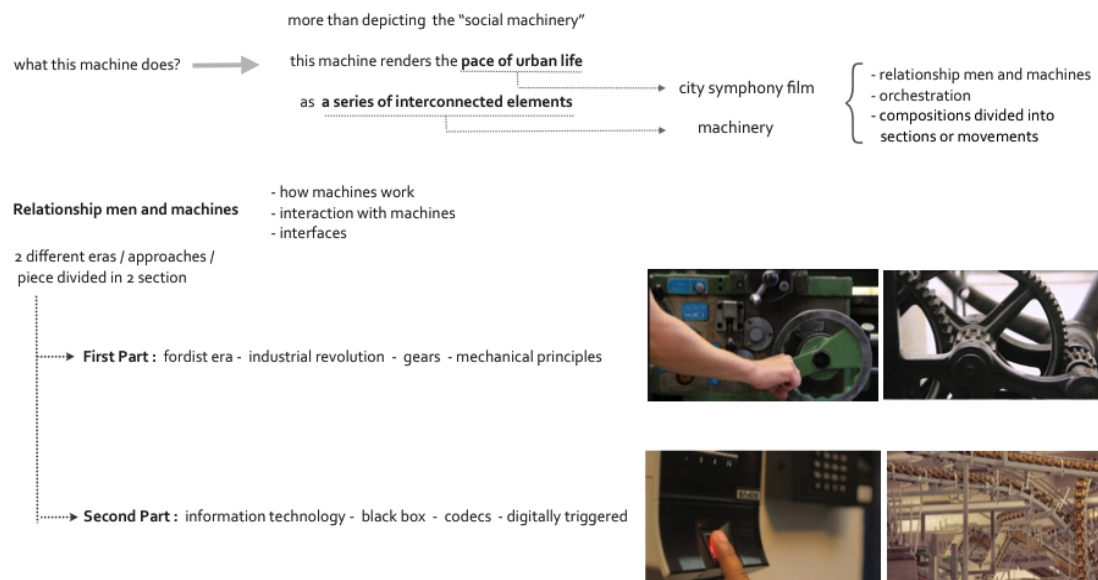 more than depicting the “social machinery”
what this machine does?
this machine renders the pace of urban life
as a series of interconnected elements
city symphony film
machinery
- relationship men and machines
- orchestration
- compositions divided into
sections or movements
Relationship men and machines
- how machines work
- interaction with machines
- interfaces
2 different eras / approaches /
piece divided in 2 section
First Part : fordist era - industrial revolution - gears - mechanical principles
Second Part : information technology - black box - codecs - digitally triggered